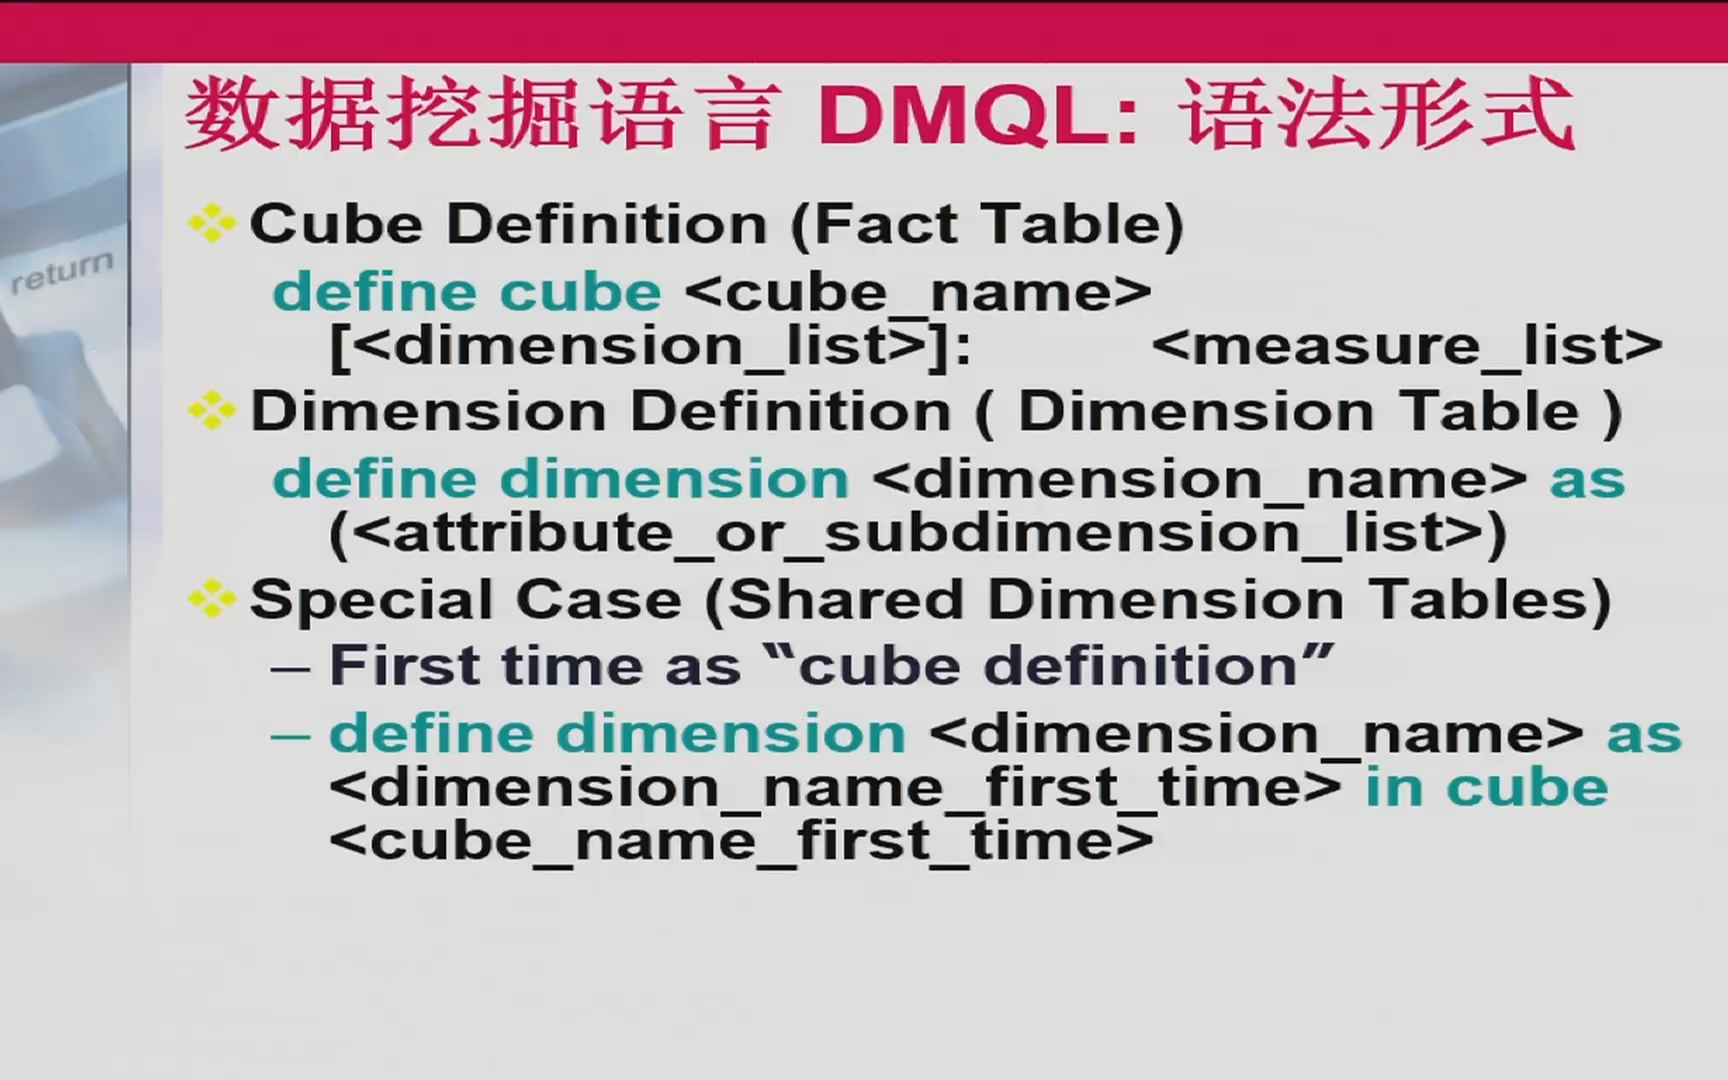 数据挖掘语言 DMQL: 语法形式
return
Cube Definition (Fact Table)
define cube <cube_name>
[<dimension_list>]: <measure_list>
Dimension Definition ( Dimension Table )
define dimension <dimension_name> as
(<attribute_or_subdimension_list>)
Special Case (Shared Dimension Tables)
– First time as “cube definition”
– define dimension <dimension_name> as
<dimension_name_first_time> in cube
<cube_name_first_time>